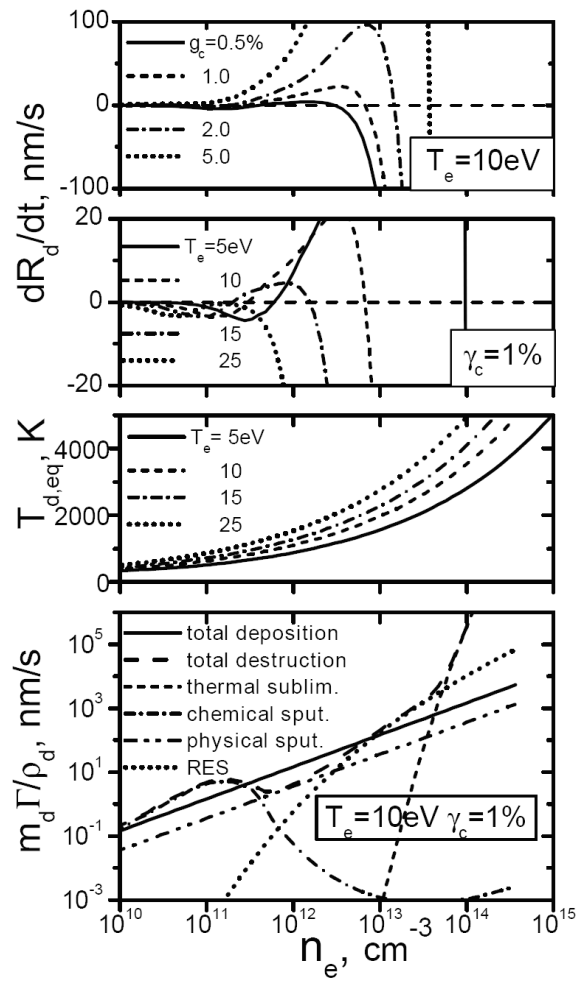 100
0
-100
dR_d/dt, nm/s
g_c=0.5%
1.0
2.0
5.0
T_e=10eV
20
0
-20
T_e=5eV
10
15
25
γ_c=1%
T_d,eq, K
4000
2000
0
T_e= 5eV
10
15
25
m_dΓ/ρ_d, nm/s
10^5
10^3
10^1
10^-1
10^-3
total deposition
total destruction
thermal sublim.
chemical sput.
physical sput.
RES
T_e=10eV γ_c=1%
10^10 10^11 10^12 10^13 10^14 10^15
n_e, cm^-3